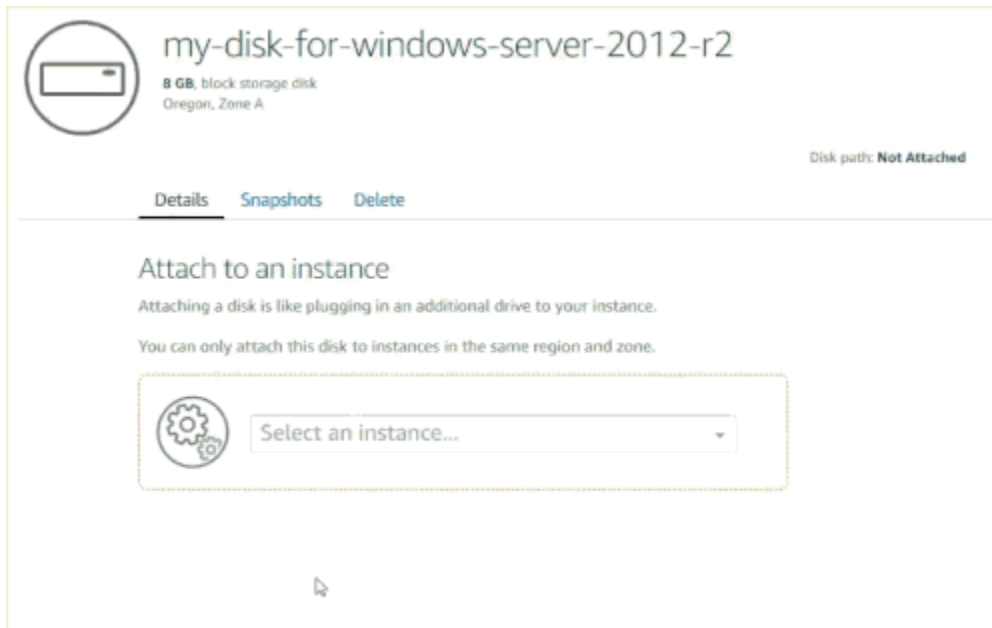 my-disk-for-windows-server-2012-r2
8 GB, block storage disk
Oregon, Zone A
Disk path: Not Attached
Details Snapshots Delete
Attach to an instance
Attaching a disk is like plugging in an additional drive to your instance.
You can only attach this disk to instances in the same region and zone.
Select an instance...